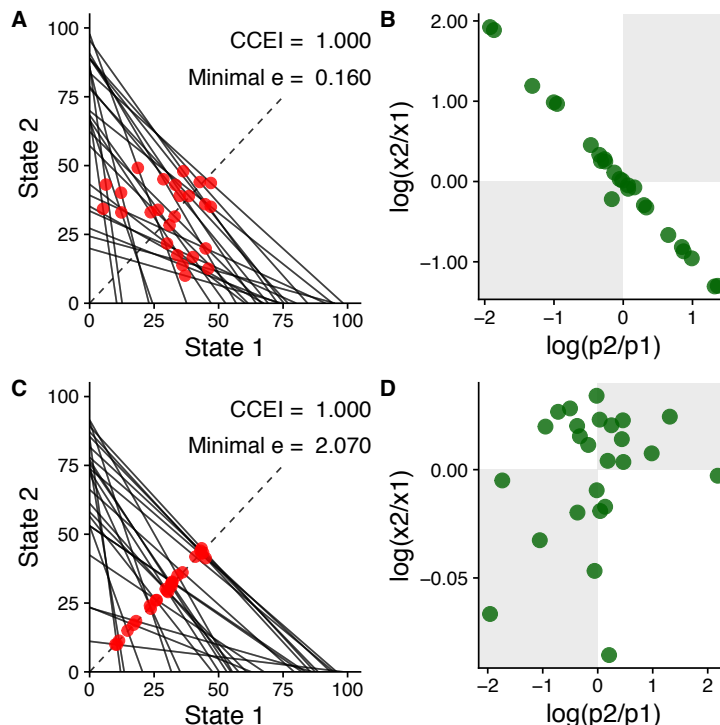 A
CCEI = 1.000
Minimal e = 0.160
State 2
100
75
50
25
0
0 25 50 75 100
State 1
B
log(x2/x1)
2.00
1.00
0.00
−1.00
−2 −1 0 1
log(p2/p1)
C
CCEI = 1.000
Minimal e = 2.070
State 2
100
75
50
25
0
0 25 50 75 100
State 1
D
log(x2/x1)
0.00
−0.05
−2 −1 0 1 2
log(p2/p1)